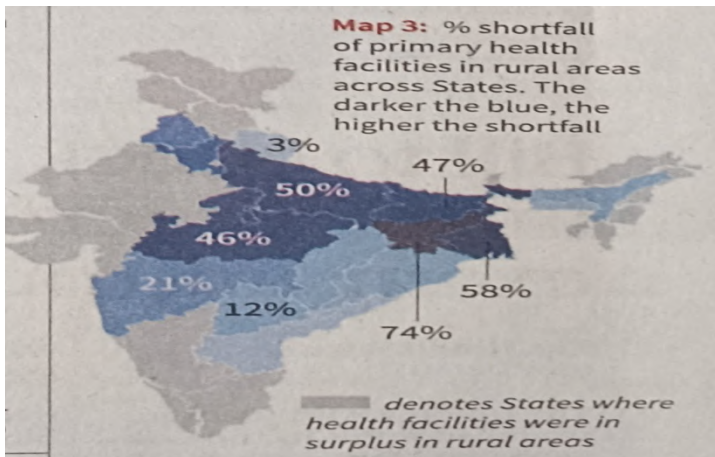 Map 3: % shortfall
of primary health
facilities in rural areas
across States. The
darker the blue, the
higher the shortfall
3%
47%
50%
46%
21%
58%
12%
74%
denotes States where
health facilities were in
surplus in rural areas